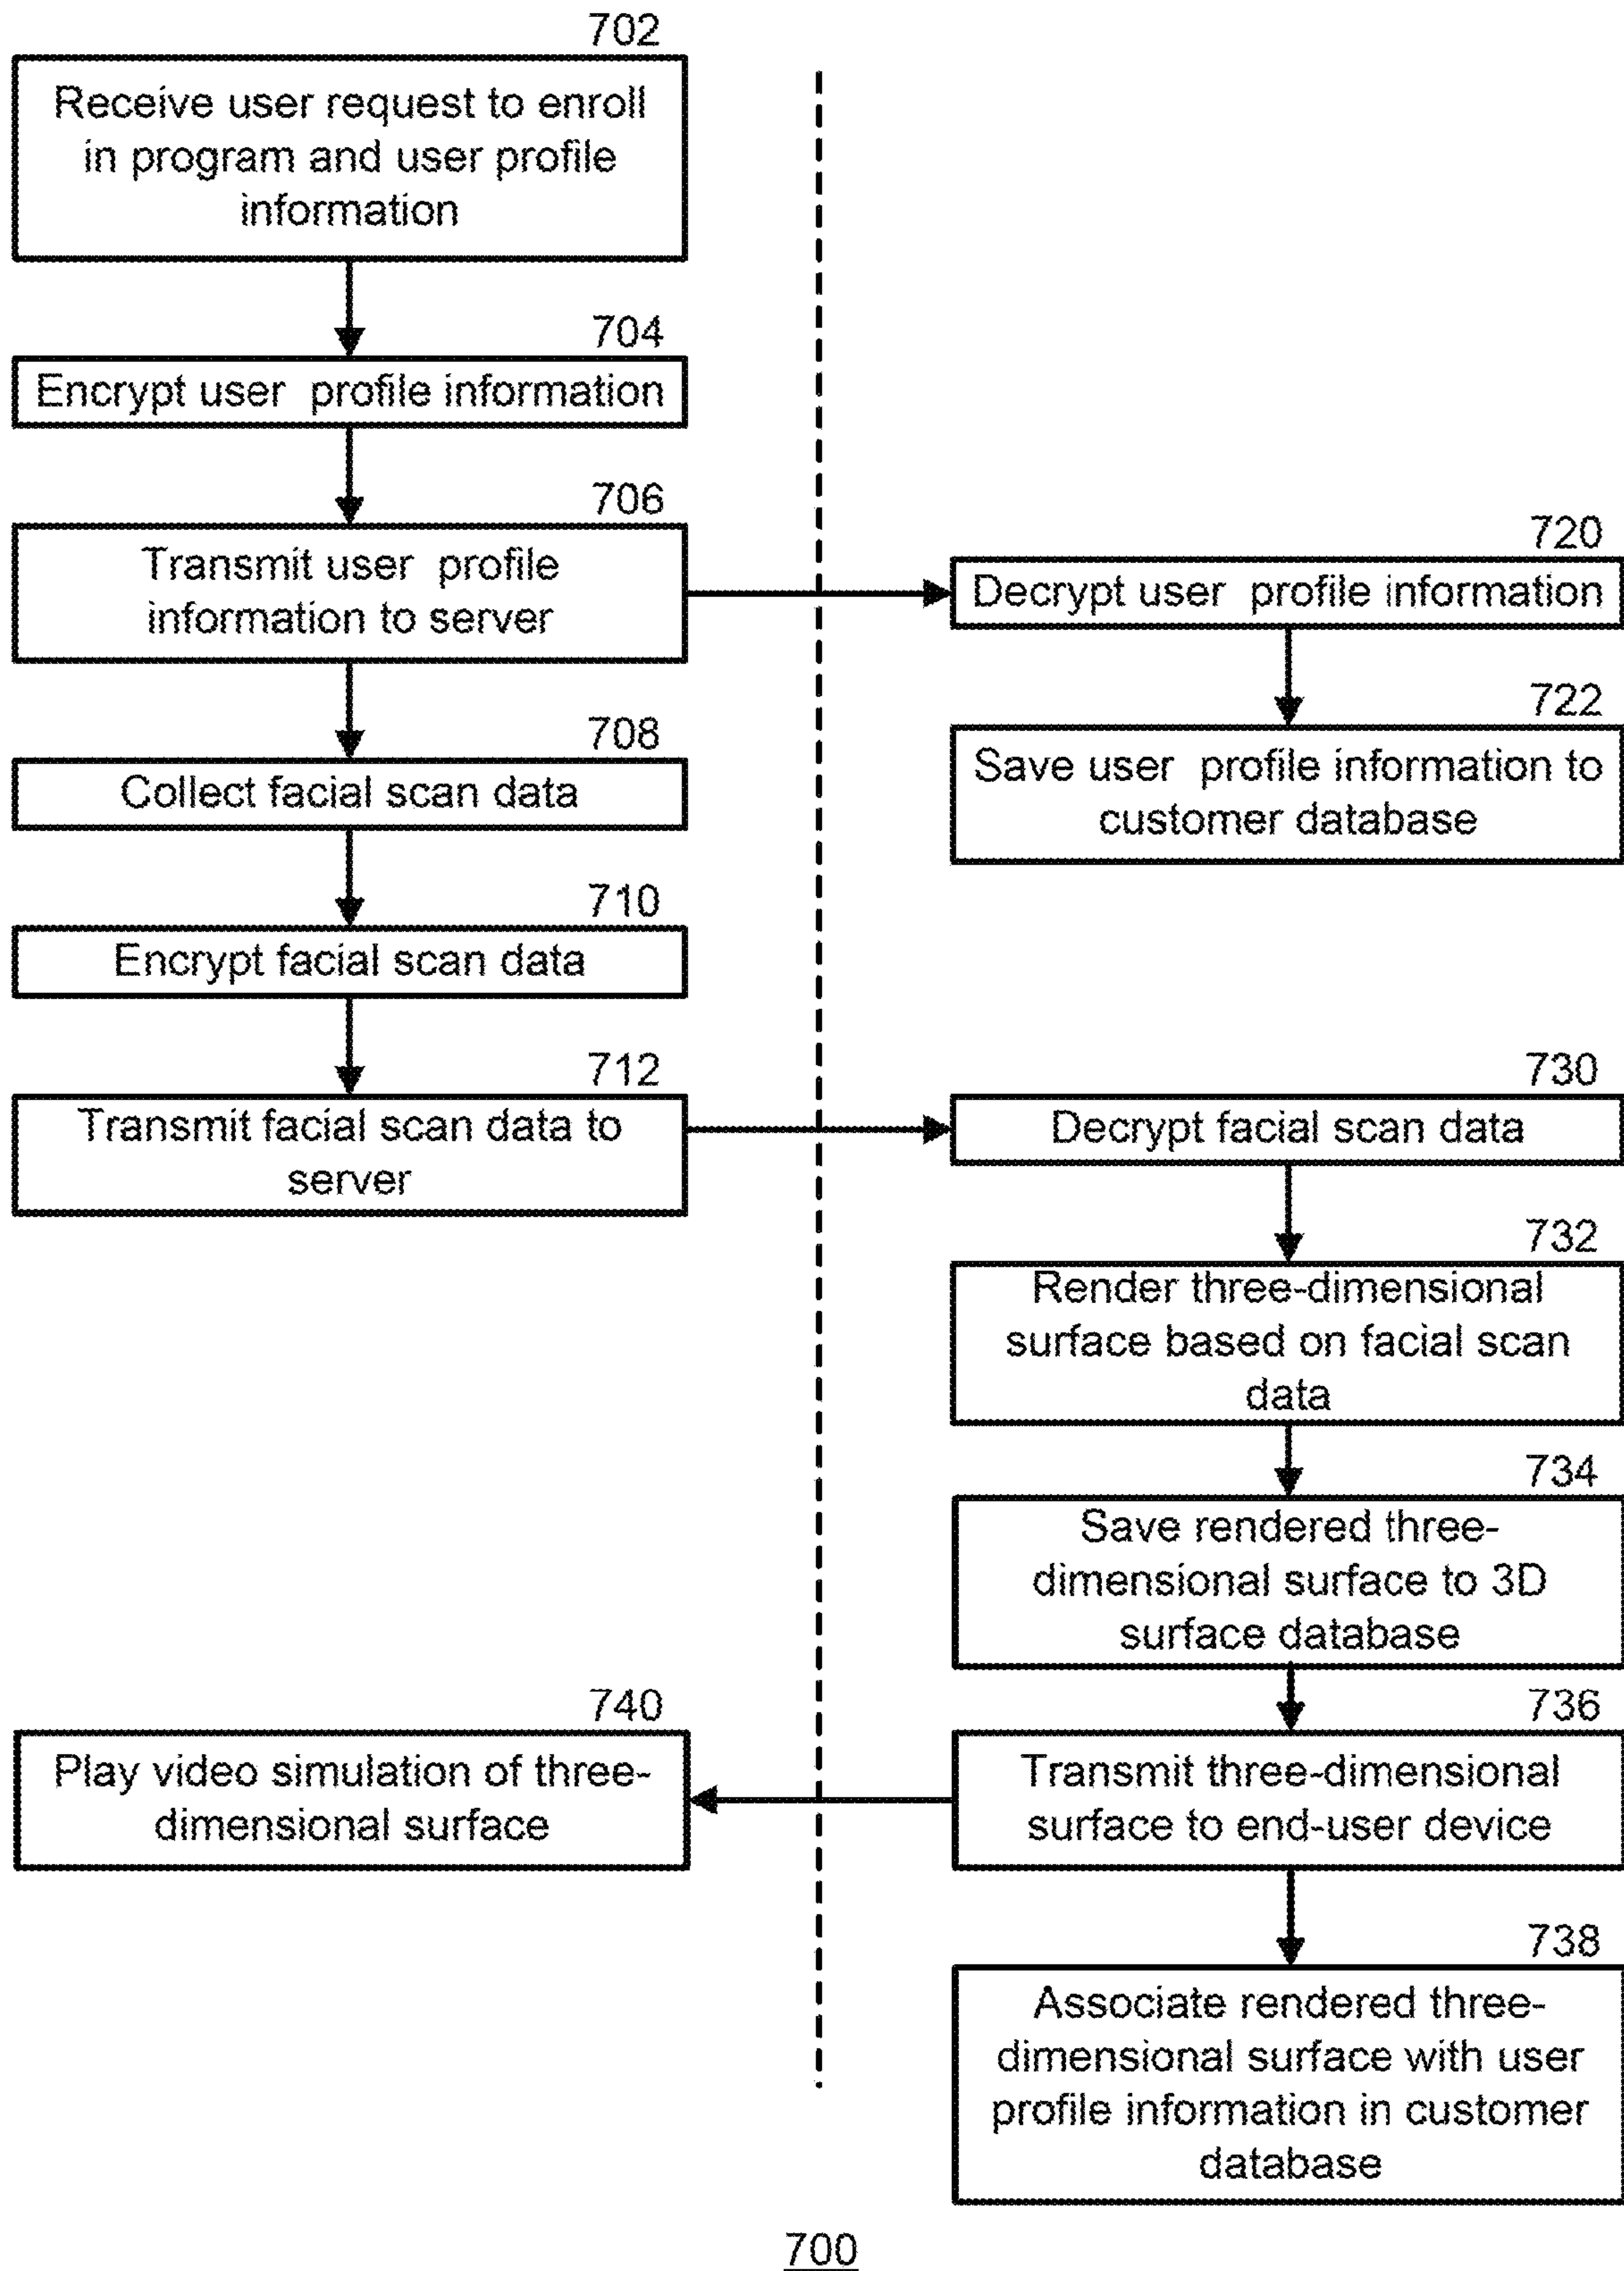 702
Receive user request to enroll
in program and user profile
information
704
Encrypt user profile information
706
Transmit user profile
information to server
708
Collect facial scan data
710
Encrypt facial scan data
712
Transmit facial scan data to
server
720
Decrypt user profile information
722
Save user profile information to
customer database
730
Decrypt facial scan data
732
Render three-dimensional
surface based on facial scan
data
734
Save rendered three-
dimensional surface to 3D
surface database
736
Transmit three-dimensional
surface to end-user device
740
Play video simulation of three-
dimensional surface
738
Associate rendered three-
dimensional surface with user
profile information in customer
database
700